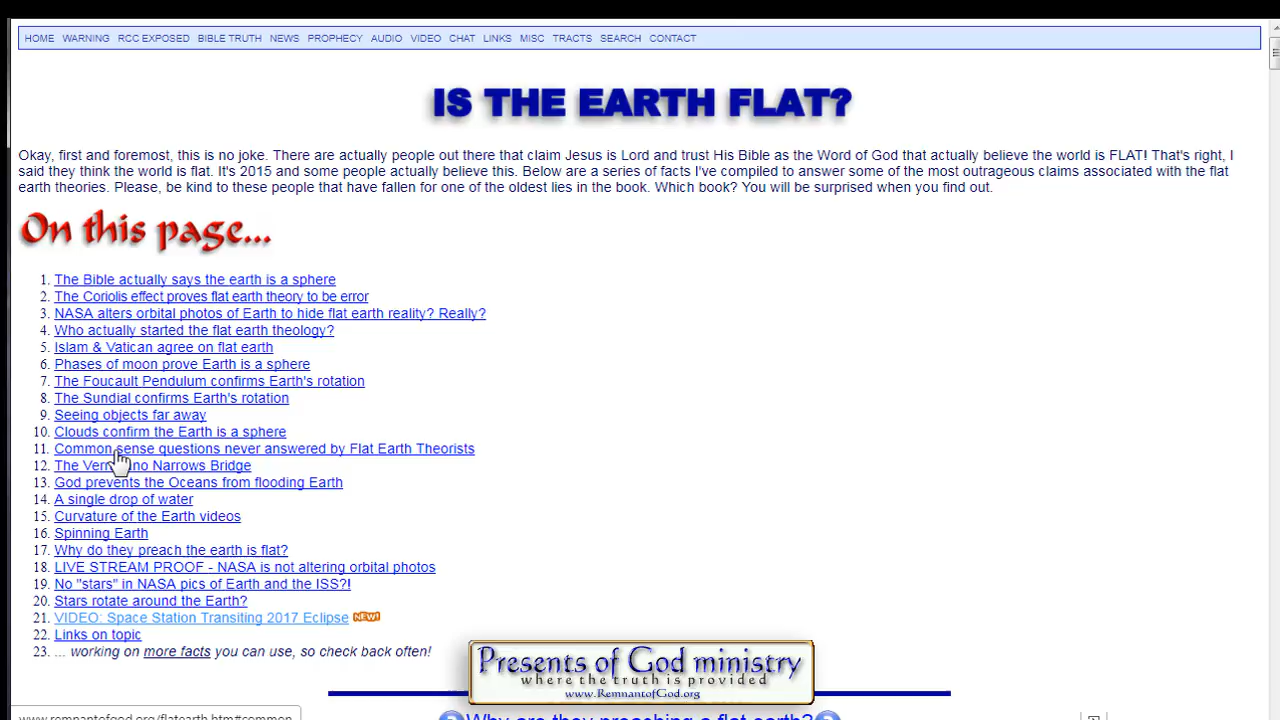 HOME WARNING RCC EXPOSED BIBLE TRUTH NEWS PROPHECY AUDIO VIDEO CHAT LINKS MISC TRACTS SEARCH CONTACT
IS THE EARTH FLAT?
Okay, first and foremost, this is no joke. There are actually people out there that claim Jesus is Lord and trust His Bible as the Word of God that actually believe the world is FLAT! That's right, I
said they think the world is flat. It's 2015 and some people actually believe this. Below are a series of facts I've compiled to answer some of the most outrageous claims associated with the flat
earth theories. Please, be kind to these people that have fallen for one of the oldest lies in the book. Which book? You will be surprised when you find out.
On this page...
1. The Bible actually says the earth is a sphere
2. The Coriolis effect proves flat earth theory to be error
3. NASA alters orbital photos of Earth to hide flat earth reality? Really?
4. Who actually started the flat earth theology?
5. Islam & Vatican agree on flat earth
6. Phases of moon prove Earth is a sphere
7. The Foucault Pendulum confirms Earth's rotation
8. The Sundial confirms Earth's rotation
9. Seeing objects far away
10. Clouds confirm the Earth is a sphere
11. Common sense questions never answered by Flat Earth Theorists
12. The Narrows Bridge
13. God prevents the Oceans from flooding Earth
14. A single drop of water
15. Curvature of the Earth videos
16. Spinning Earth
17. Why do they preach the earth is flat?
18. LIVE STREAM PROOF - NASA is not altering orbital photos
19. No "stars" in NASA pics of Earth and the ISS?!
20. Stars rotate around the Earth?
21. VIDEO: Space Station Transiting 2017 Eclipse NEW!
22. Links on topic
23. ... working on more facts you can use, so check back often!
Presents of God ministry
where the truth is provided
www.RemnantofGod.org
Why are they preaching a flat earth?
www.remnantofgod.org/flatearth.htm#common